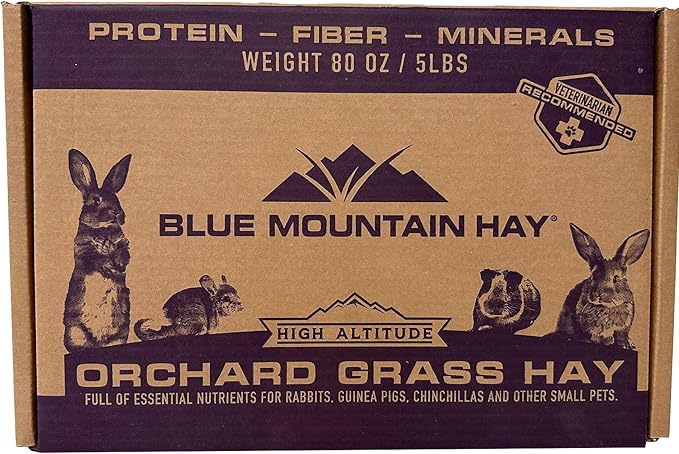 PROTEIN – FIBER – MINERALS
WEIGHT 80 OZ / 5LBS
VETERINARIAN
RECOMMENDED
BLUE MOUNTAIN HAY®
HIGH ALTITUDE
ORCHARD GRASS HAY
FULL OF ESSENTIAL NUTRIENTS FOR RABBITS, GUINEA PIGS, CHINCHILLAS AND OTHER SMALL PETS.